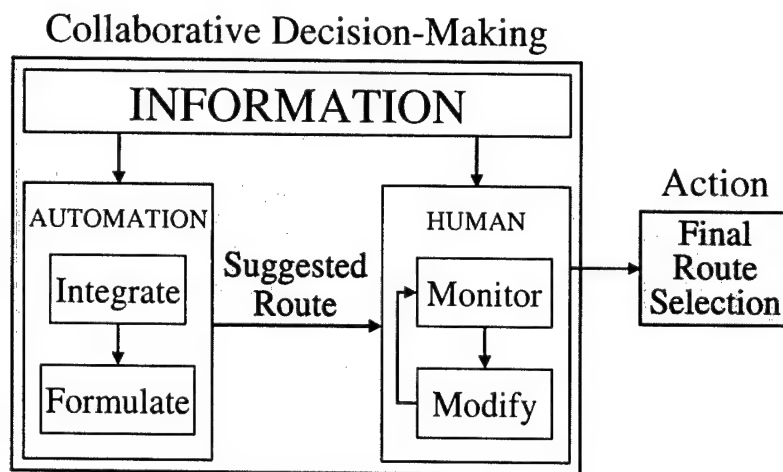 Collaborative Decision-Making
INFORMATION
AUTOMATION
Integrate
Formulate
Suggested
Route
HUMAN
Monitor
Modify
Action
Final
Route
Selection